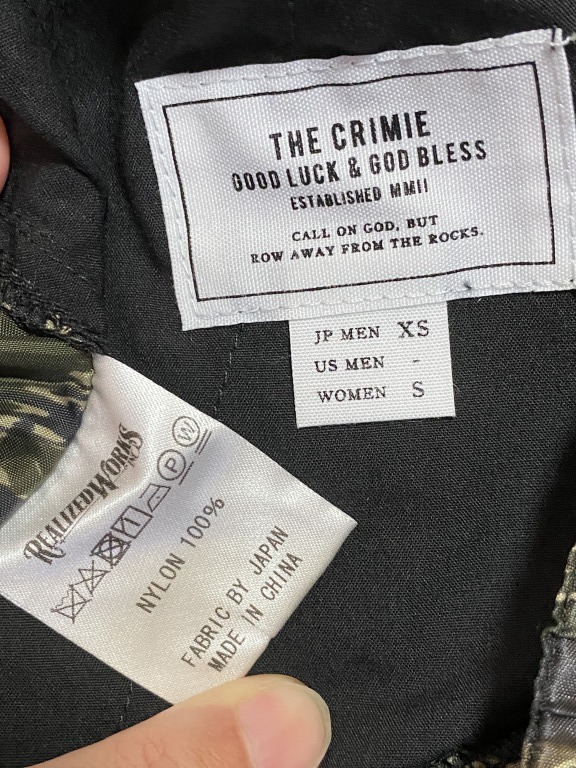 THE CRIMIE
GOOD LUCK & GOD BLESS
ESTABLISHED MMII
CALL ON GOD, BUT
ROW AWAY FROM THE ROCKS.
JP MEN XS
US MEN -
WOMEN S
REALIZEDWORKS
INC.
P W
NYLON 100%
FABRIC BY JAPAN
MADE IN CHINA